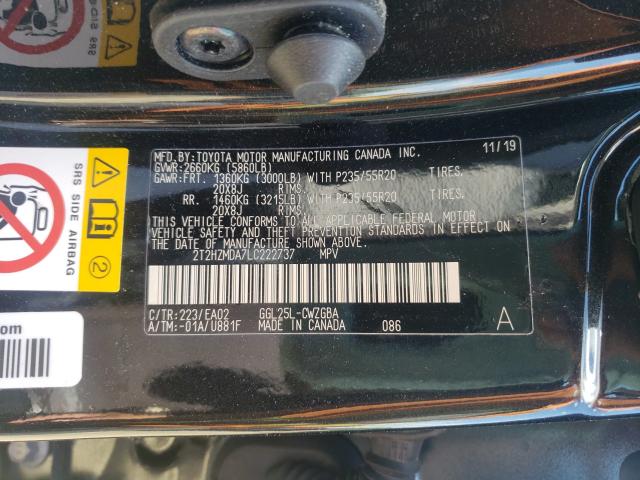 MFD.BY: TOYOTA MOTOR MANUFACTURING CANADA INC. 11/19
GVWR: 2660KG (5860LB)
GAWR: FRT. 1360KG (3000LB) WITH P235/55R20 TIRES,
20X8J RIMS,
RR. 1460KG (3215LB) WITH P235/55R20 TIRES,
20X8J RIMS,
THIS VEHICLE CONFORMS TO ALL APPLICABLE FEDERAL MOTOR
VEHICLE SAFETY AND THEFT PREVENTION STANDARDS IN EFFECT ON
THE DATE OF MANUFACTURE SHOWN ABOVE.
2T2HZMDA7LC222737 MPV
C/TR: 223/EA02 GGL25L-CWZGBA
A/TM: -01A/U881F MADE IN CANADA 086 A
SRS SIDE AIRBAG
2
.com